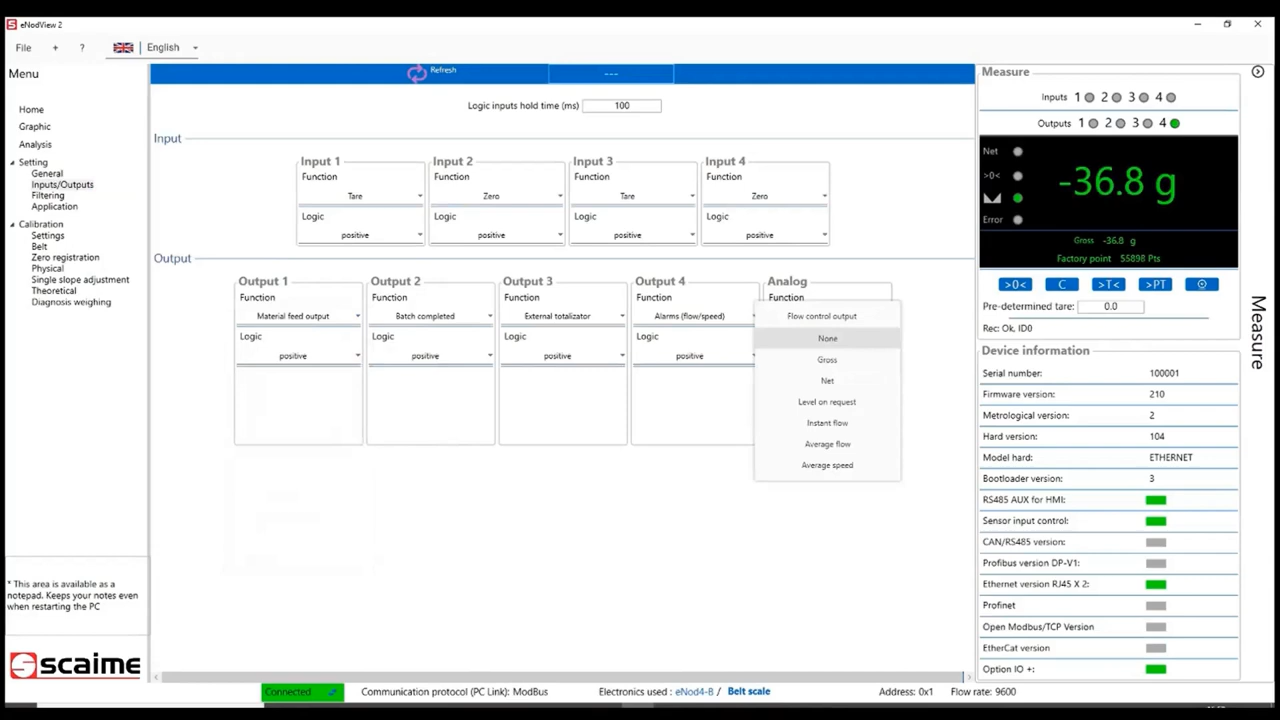 eNodView 2
File + ? English
Menu
Home
Graphic
Analysis
Setting
General
Inputs/Outputs
Filtering
Application
Calibration
Settings
Belt
Zero registration
Physical
Single slope adjustment
Theoretical
Diagnosis weighing
* This area is available as a
notepad. Keeps your notes even
when restarting the PC
scaime
Refresh ---
Logic inputs hold time (ms) 100
Input
Input 1 Input 2 Input 3 Input 4
Function Function Function Function
Tare Zero Tare Zero
Logic Logic Logic Logic
positive positive positive positive
Output
Output 1 Output 2 Output 3 Output 4 Analog
Function Function Function Function Function
Material feed output Batch completed External totalizator Alarms (flow/speed) Flow control output
Logic Logic Logic Logic
positive positive positive positive
None
Gross
Net
Level on request
Instant flow
Average flow
Average speed
Measure
Inputs 1 2 3 4
Outputs 1 2 3 4
Net
>0<
Error
-36.8 g
Gross -36.8 g
Factory point 55898 Pts
>0< C >T< >PT
Pre-determined tare: 0.0
Rec: Ok, ID0
Device information
Serial number: 100001
Firmware version: 210
Metrological version: 2
Hard version: 104
Model hard: ETHERNET
Bootloader version: 3
RS485 AUX for HMI:
Sensor input control:
CAN/RS485 version:
Profibus version DP-V1:
Ethernet version RJ45 X 2:
Profinet
Open Modbus/TCP Version
EtherCat version
Option IO +:
Measure
Connected Communication protocol (PC Link): ModBus Electronics used : eNod4-B / Belt scale Address: 0x1 Flow rate: 9600